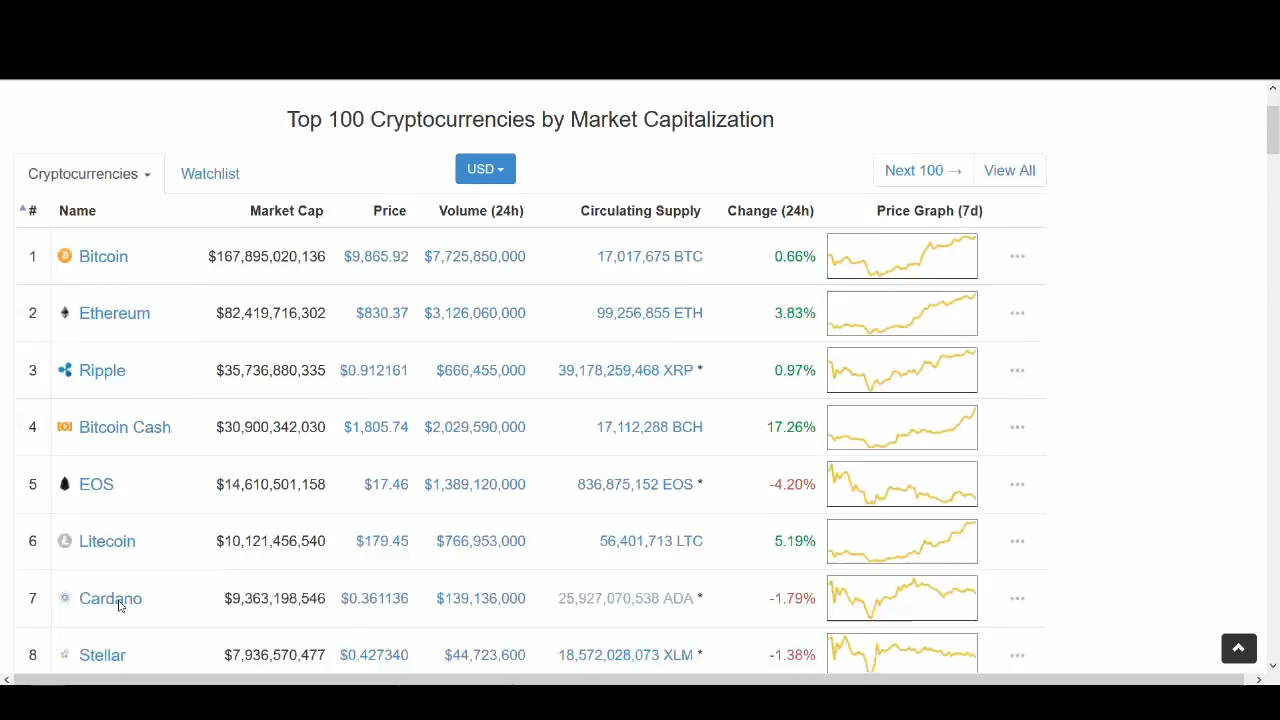 Top 100 Cryptocurrencies by Market Capitalization
Cryptocurrencies Watchlist USD Next 100 → View All
# Name Market Cap Price Volume (24h) Circulating Supply Change (24h) Price Graph (7d)
1 Bitcoin $167,895,020,136 $9,865.92 $7,725,850,000 17,017,675 BTC 0.66%
2 Ethereum $82,419,716,302 $830.37 $3,126,060,000 99,256,855 ETH 3.83%
3 Ripple $35,736,880,335 $0.912161 $666,455,000 39,178,259,468 XRP * 0.97%
4 Bitcoin Cash $30,900,342,030 $1,805.74 $2,029,590,000 17,112,288 BCH 17.26%
5 EOS $14,610,501,158 $17.46 $1,389,120,000 836,875,152 EOS * -4.20%
6 Litecoin $10,121,456,540 $179.45 $766,953,000 56,401,713 LTC 5.19%
7 Cardano $9,363,198,546 $0.361136 $139,136,000 25,927,070,538 ADA * -1.79%
8 Stellar $7,936,570,477 $0.427340 $44,723,600 18,572,028,073 XLM * -1.38%